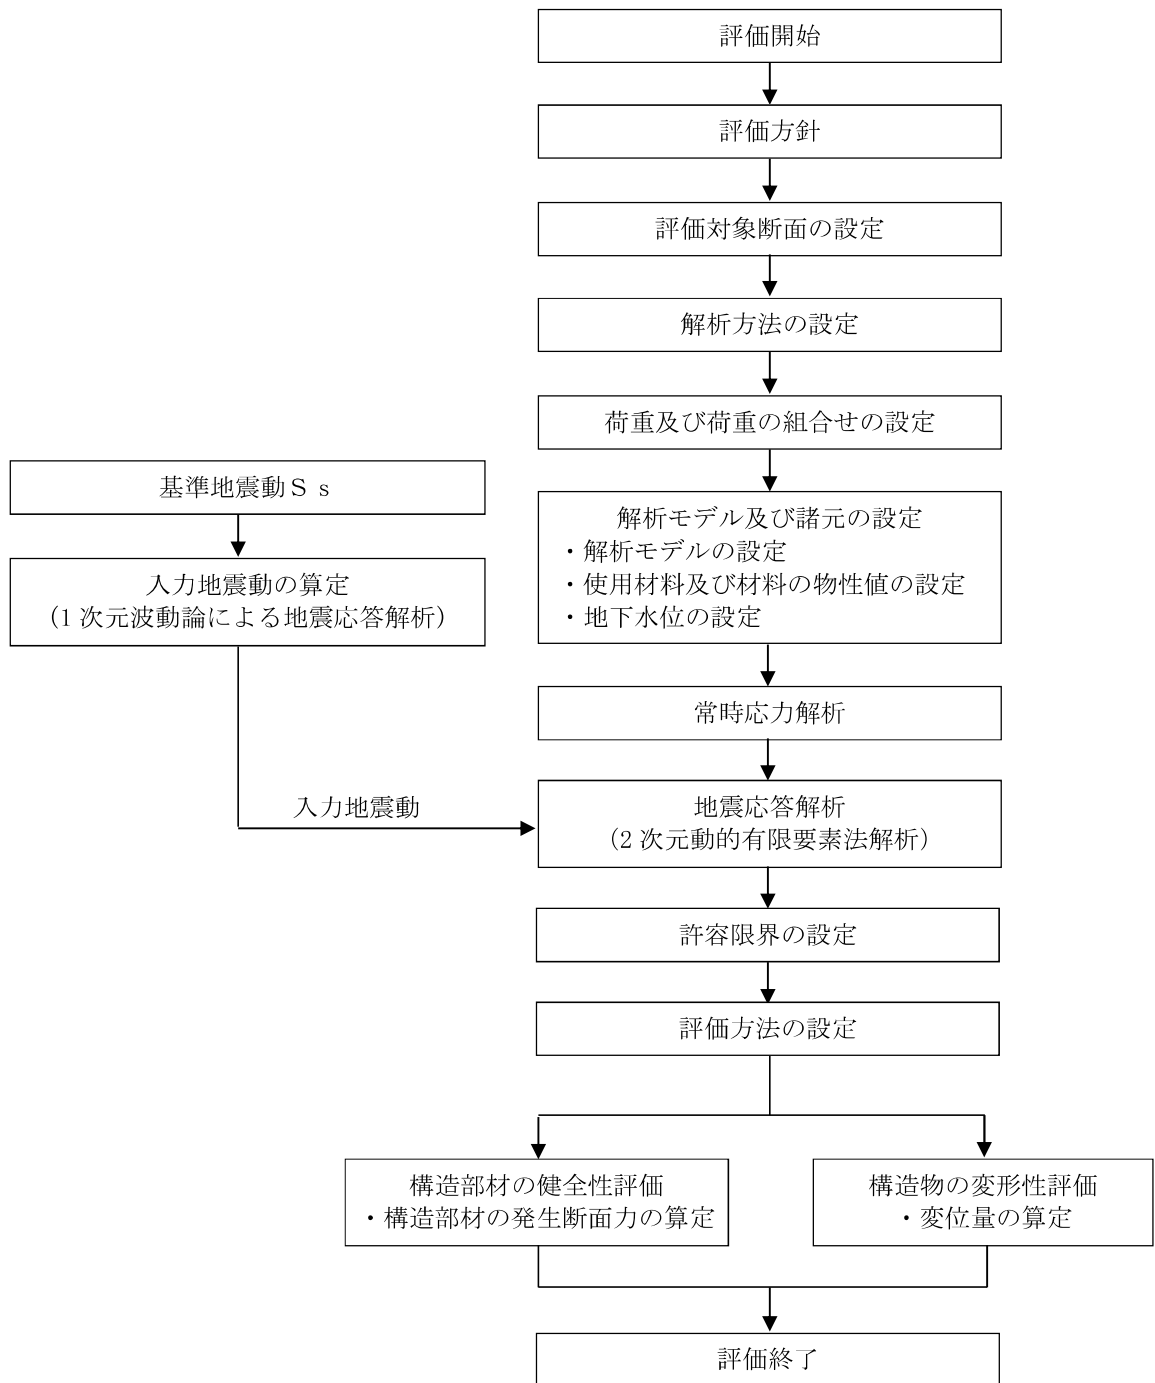 評価開始
評価方針
評価対象断面の設定
解析方法の設定
荷重及び荷重の組合せの設定
基準地震動Ｓｓ
入力地震動の算定
（1 次元波動論による地震応答解析）
解析モデル及び諸元の設定
・解析モデルの設定
・使用材料及び材料の物性値の設定
・地下水位の設定
常時応力解析
入力地震動
地震応答解析
（2 次元動的有限要素法解析）
許容限界の設定
評価方法の設定
構造部材の健全性評価
・構造部材の発生断面力の算定
構造物の変形性評価
・変位量の算定
評価終了